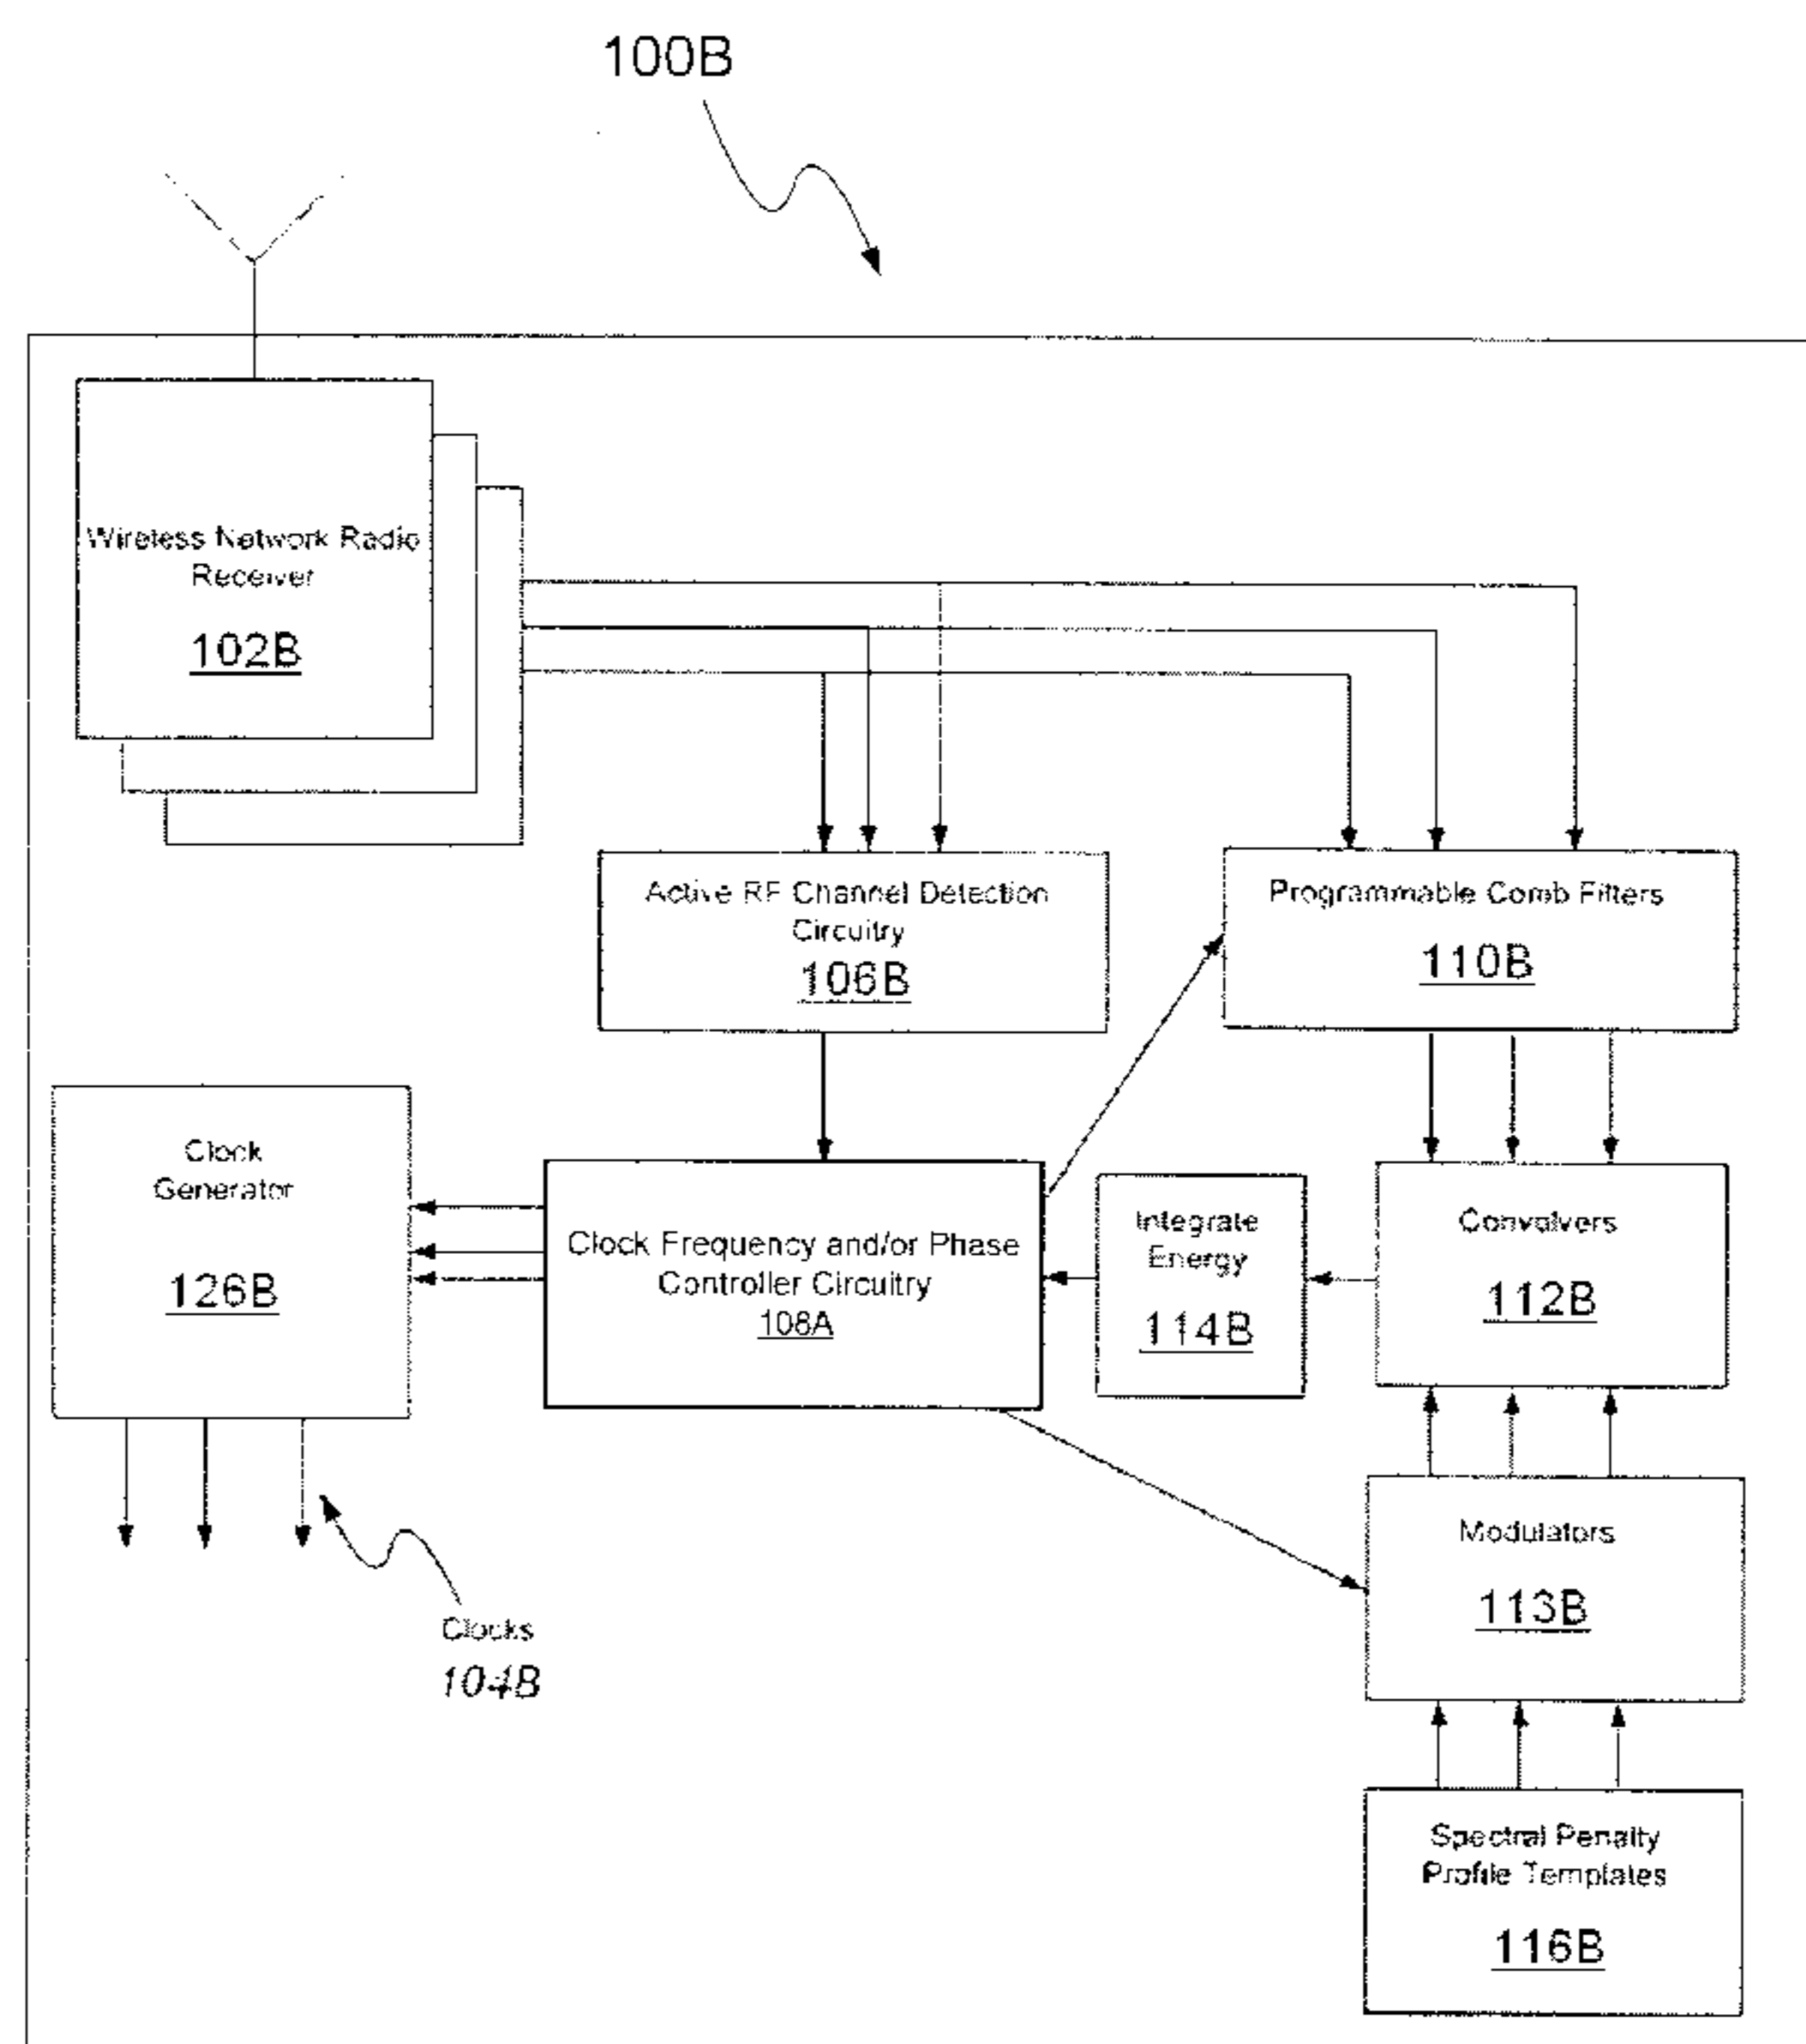 100B
Wireless Network Radio
Receiver
102B
Active RF Channel Detection
Circuitry
106B
Programmable Comb Filters
110B
Clock
Generator
126B
Clock Frequency and/or Phase
Controller Circuitry
108A
Integrate
Energy
114B
Convolvers
112B
Modulators
113B
Clocks
104B
Spectral Penalty
Profile Templates
116B